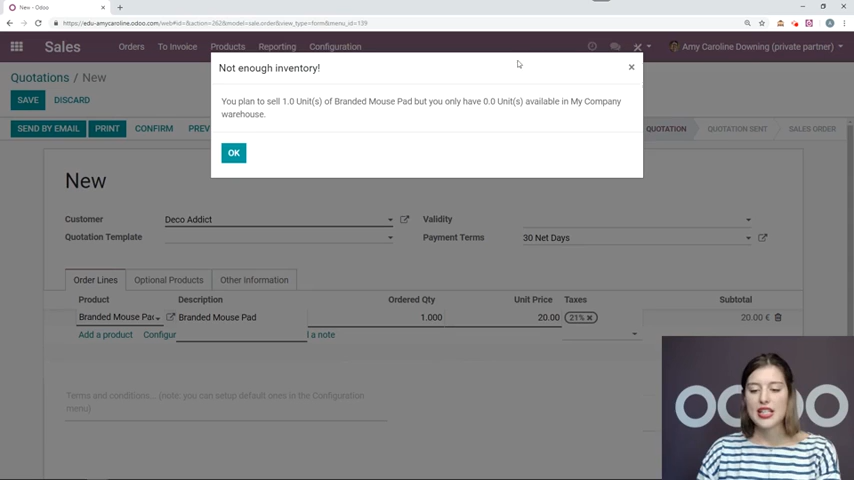 New - Odoo
https://edu-amycaroline.odoo.com/web#id=&action=262&model=sale.order&view_type=form&menu_id=139
Sales Orders To Invoice Products Reporting Configuration Amy Caroline Downing (private partner)
Quotations / New
SAVE DISCARD
SEND BY EMAIL PRINT CONFIRM PREV QUOTATION QUOTATION SENT SALES ORDER
Not enough inventory!
You plan to sell 1.0 Unit(s) of Branded Mouse Pad but you only have 0.0 Unit(s) available in My Company
warehouse.
OK
New
Customer Deco Addict Validity
Quotation Template Payment Terms 30 Net Days
Order Lines Optional Products Other Information
Product Description Ordered Qty Unit Price Taxes Subtotal
Branded Mouse Pad Branded Mouse Pad 1.000 20.00 21% 20.00 €
Add a product Configur d a note
Terms and conditions... (note: you can setup default ones in the Configuration
menu)
odoo